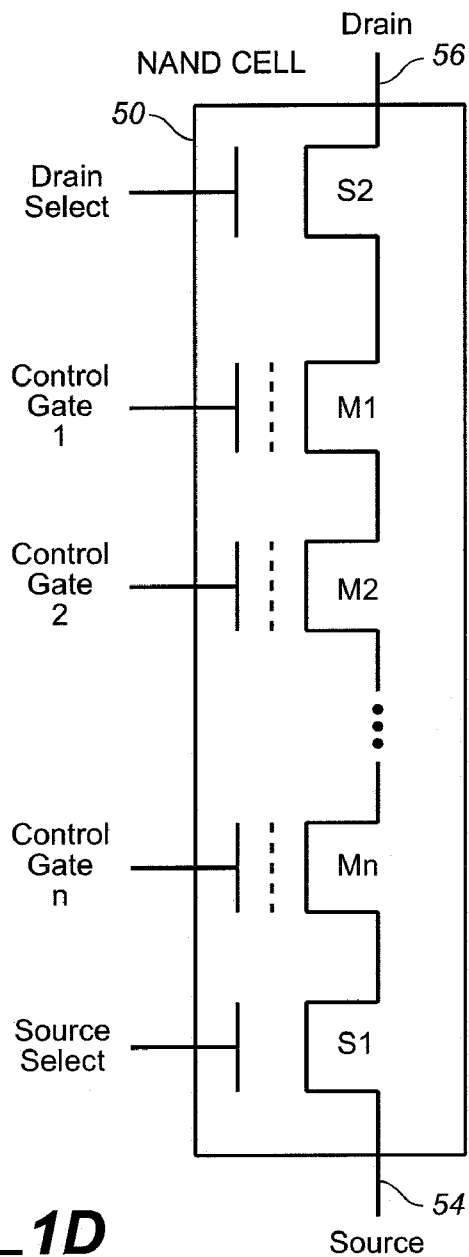 Drain
56
NAND CELL
50
Drain
Select
S2
Control
Gate
1
M1
Control
Gate
2
M2
Control
Gate
n
Mn
Source
Select
S1
54
Source
_1D